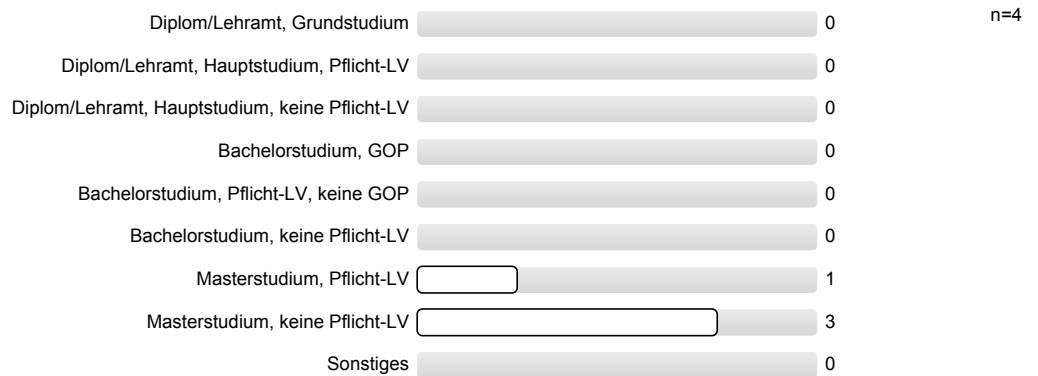 Diplom/Lehramt, Grundstudium 0 n=4
Diplom/Lehramt, Hauptstudium, Pflicht-LV 0
Diplom/Lehramt, Hauptstudium, keine Pflicht-LV 0
Bachelorstudium, GOP 0
Bachelorstudium, Pflicht-LV, keine GOP 0
Bachelorstudium, keine Pflicht-LV 0
Masterstudium, Pflicht-LV 1
Masterstudium, keine Pflicht-LV 3
Sonstiges 0